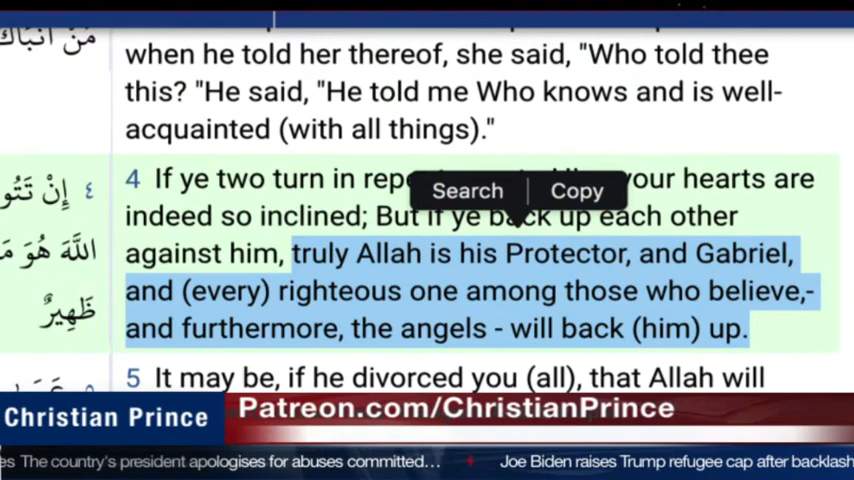 مَنْ أَنْبَاَكَ
when he told her thereof, she said, "Who told thee
this? "He said, "He told me Who knows and is well-
acquainted (with all things)."
٤ إِنْ تَتُو
4 If ye two turn in your hearts are
Search Copy
indeed so inclined; But if ye back up each other
اللَّهَ هُوَ مَ
against him, truly Allah is his Protector, and Gabriel,
and (every) righteous one among those who believe,-
ظَهِيرٌ
and furthermore, the angels - will back (him) up.
5 It may be, if he divorced you (all), that Allah will
Christian Prince
Patreon.com/ChristianPrince
es The country's president apologises for abuses committed... Joe Biden raises Trump refugee cap after backlash